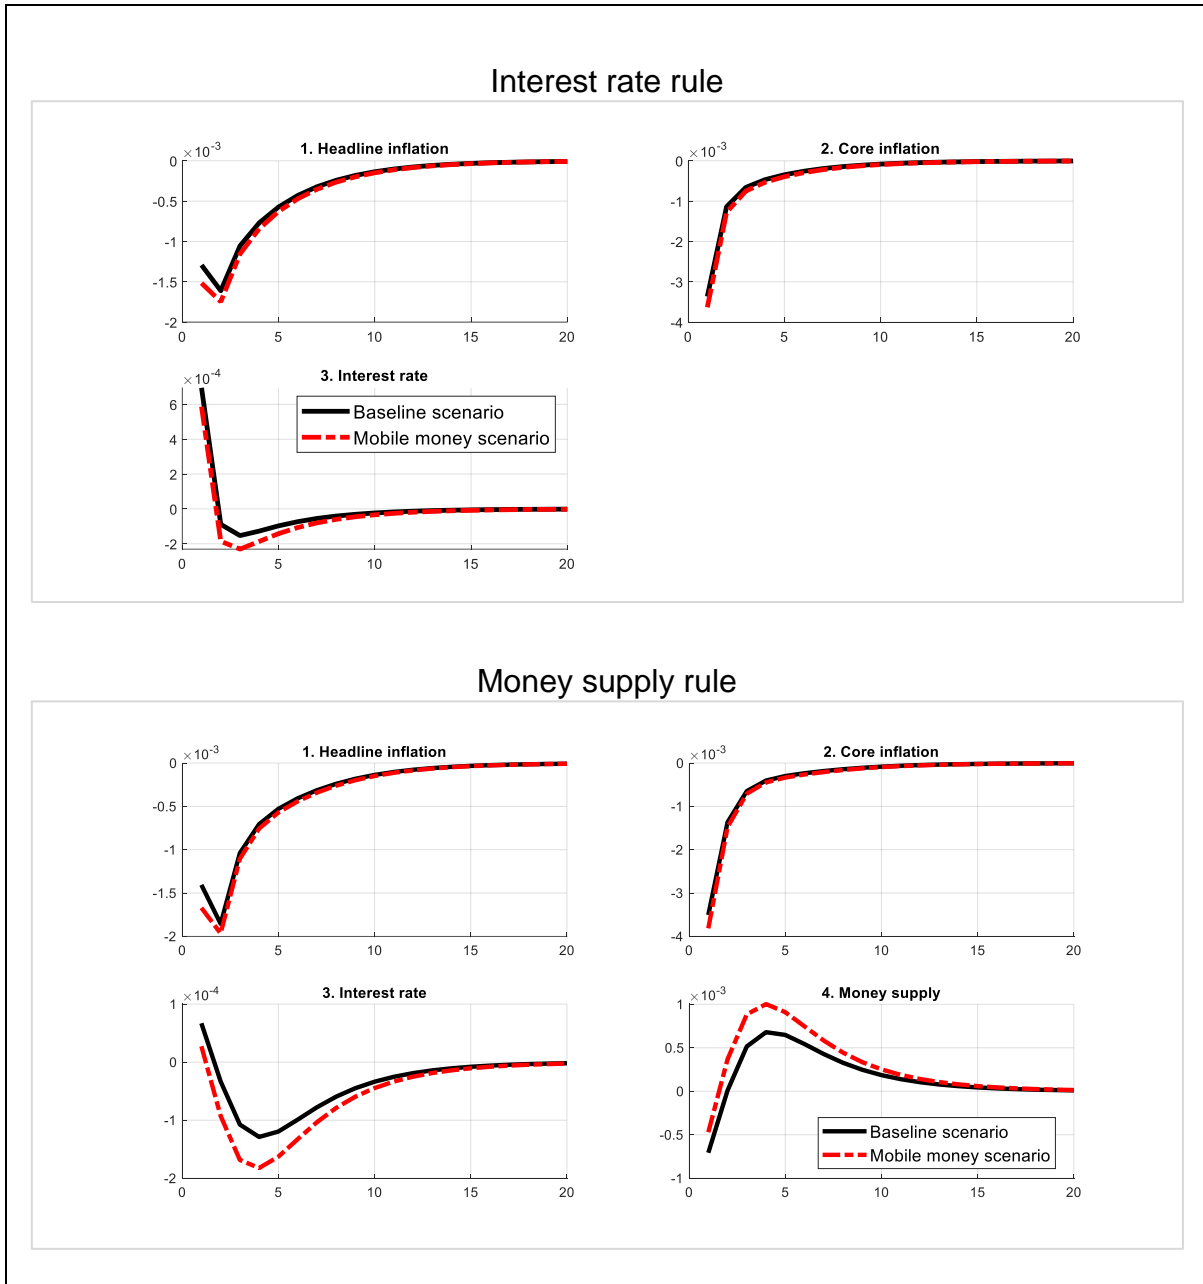 Interest rate rule
1. Headline inflation
×10-3
0
-0.5
-1
-1.5
-2
0 5 10 15 20
2. Core inflation
×10-3
0
-1
-2
-3
-4
0 5 10 15 20
3. Interest rate
×10-4
6
4
2
0
-2
0 5 10 15 20
Baseline scenario
Mobile money scenario
Money supply rule
1. Headline inflation
×10-3
0
-0.5
-1
-1.5
-2
0 5 10 15 20
2. Core inflation
×10-3
0
-1
-2
-3
-4
0 5 10 15 20
3. Interest rate
×10-4
1
0
-1
-2
0 5 10 15 20
4. Money supply
×10-3
1
0.5
0
-0.5
-1
0 5 10 15 20
Baseline scenario
Mobile money scenario